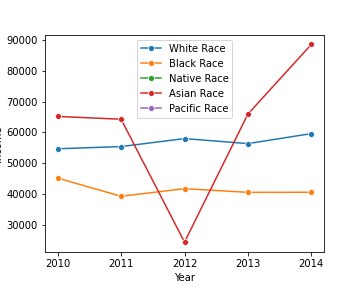 90000
80000
70000
60000
50000
40000
30000
White Race
Black Race
Native Race
Asian Race
Pacific Race
2010 2011 2012 2013 2014
Year